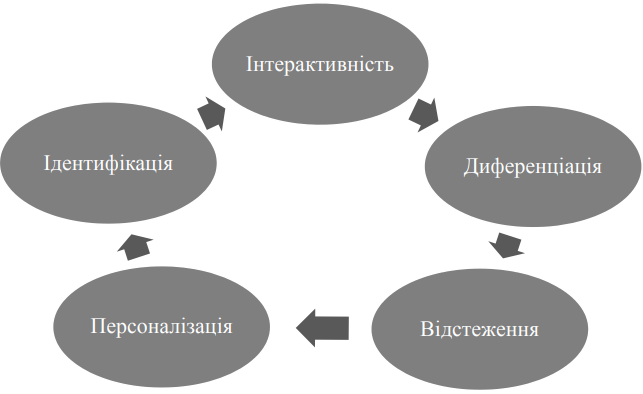 Інтерактивність
Ідентифікація
Диференціація
Персоналізація
Відстеження